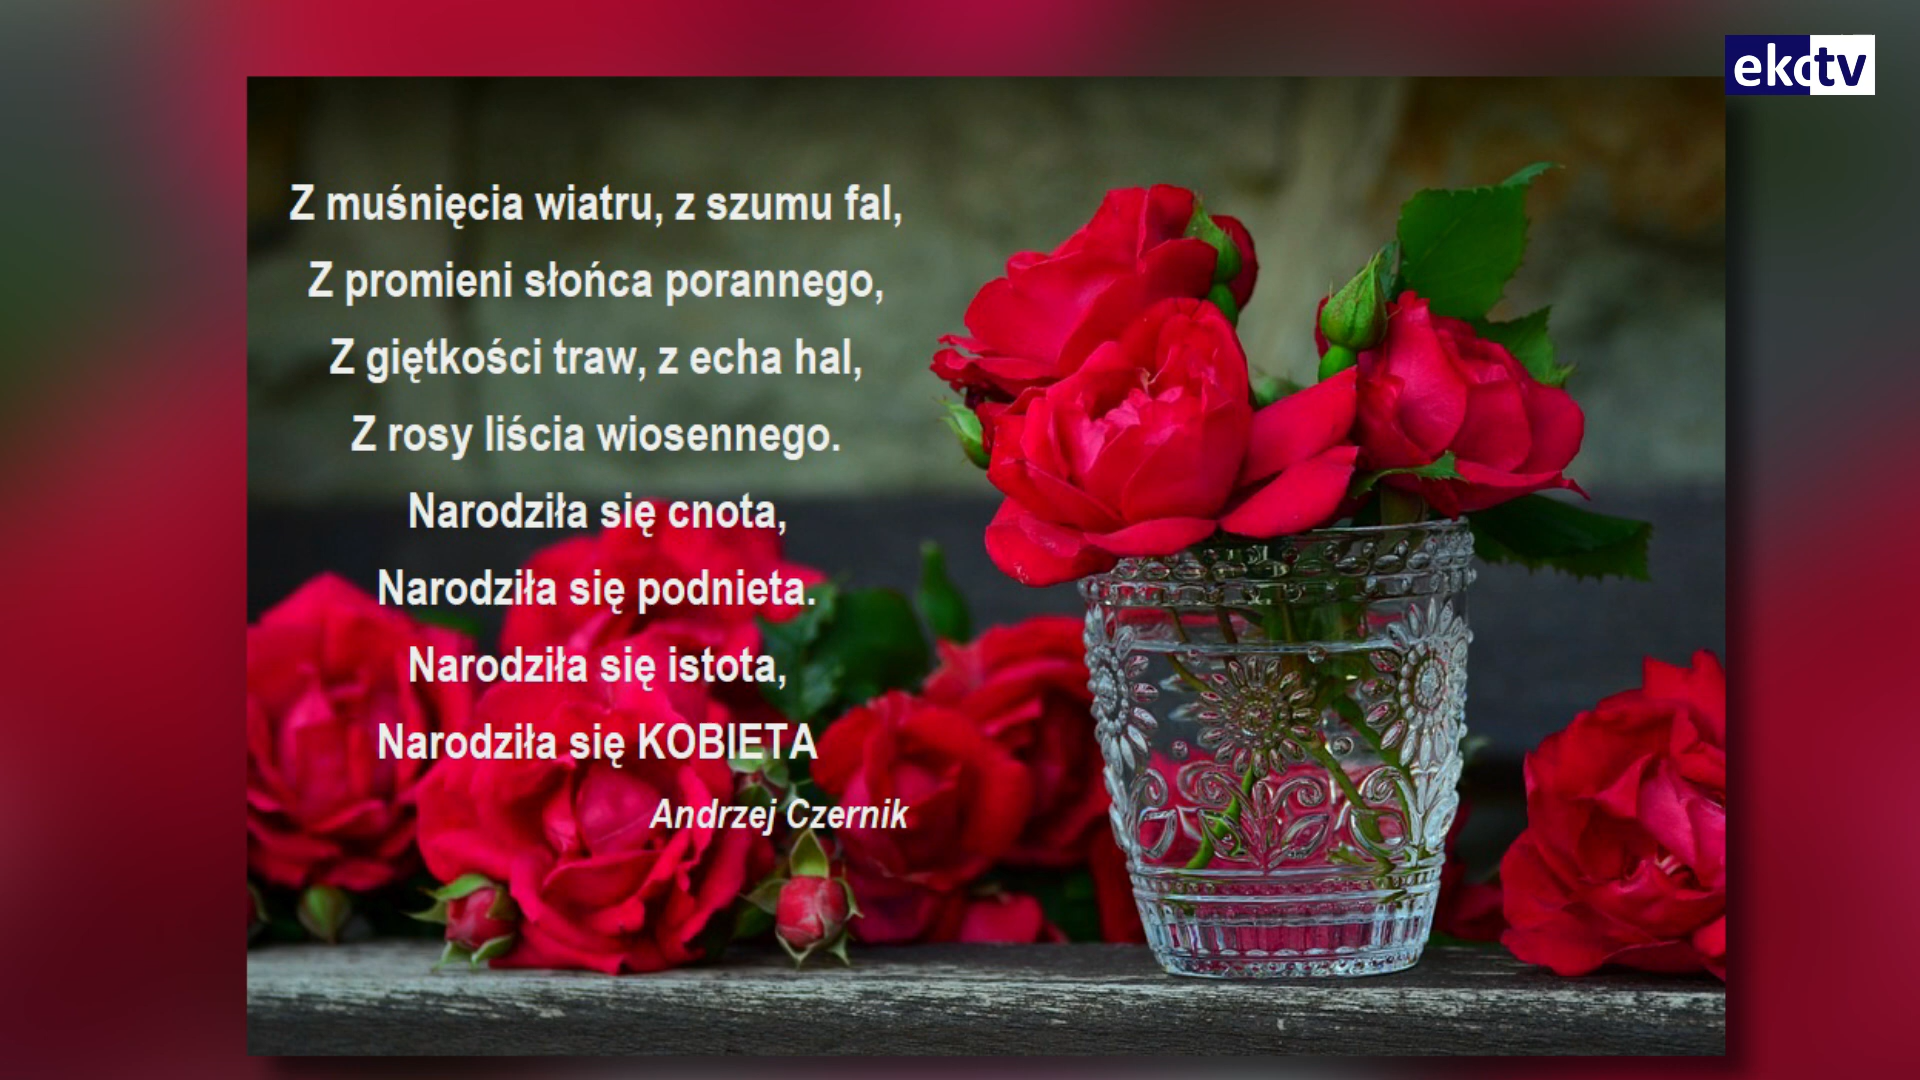 ekotv
Z muśnięcia wiatru, z szumu fal,
Z promieni słońca porannego,
Z giętkości traw, z echa hal,
Z rosy liścia wiosennego.
Narodziła się cnota,
Narodziła się podnieta.
Narodziła się istota,
Narodziła się KOBIETA
Andrzej Czernik